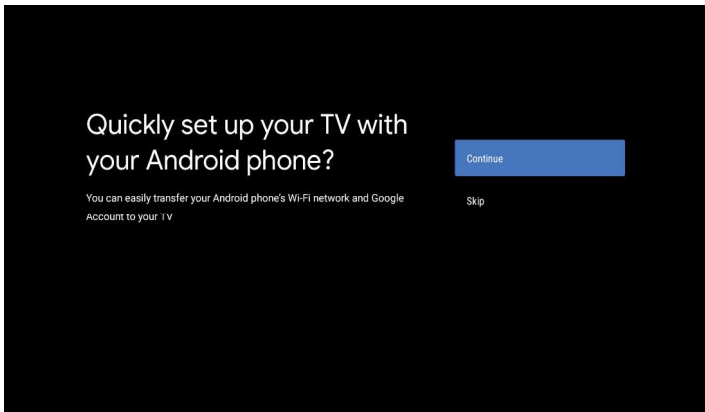 Quickly set up your TV with
your Android phone?
You can easily transfer your Android phone's Wi-Fi network and Google
Account to your TV
Continue
Skip